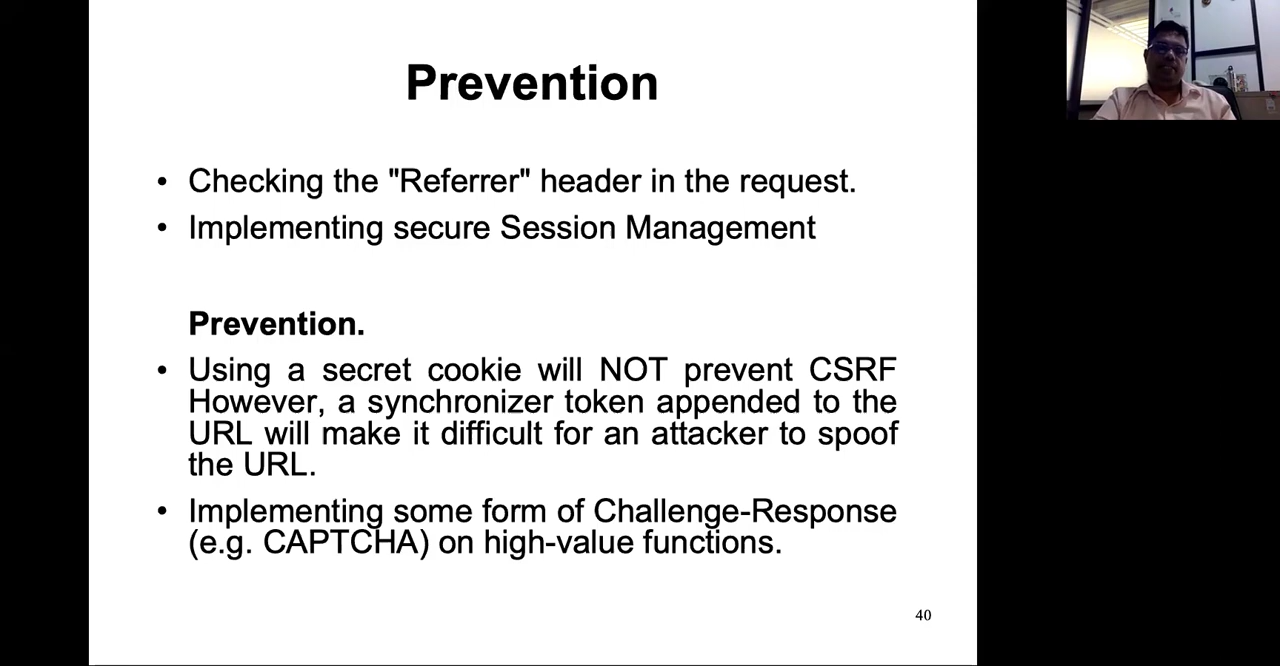 Prevention
• Checking the "Referrer" header in the request.
• Implementing secure Session Management
Prevention.
• Using a secret cookie will NOT prevent CSRF
However, a synchronizer token appended to the
URL will make it difficult for an attacker to spoof
the URL.
• Implementing some form of Challenge-Response
(e.g. CAPTCHA) on high-value functions.
40